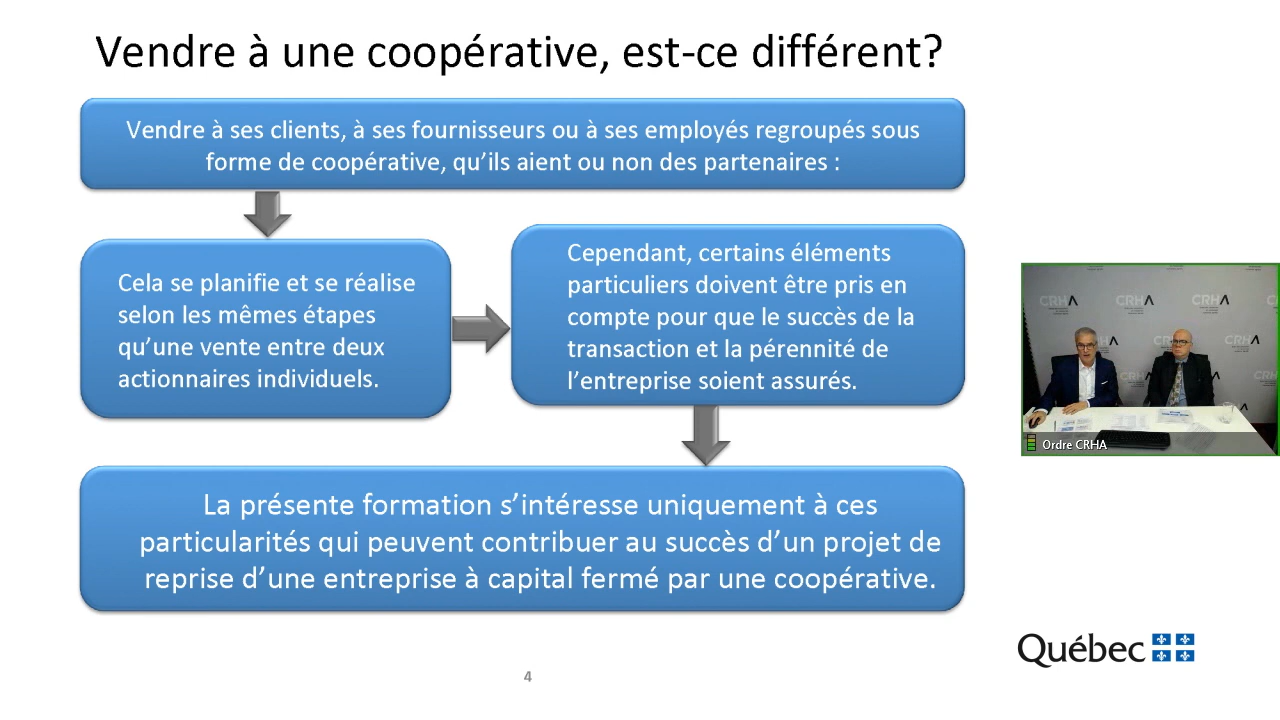 Vendre à une coopérative, est-ce différent?
Vendre à ses clients, à ses fournisseurs ou à ses employés regroupés sous
forme de coopérative, qu’ils aient ou non des partenaires :
Cela se planifie et se réalise
selon les mêmes étapes
qu’une vente entre deux
actionnaires individuels.
Cependant, certains éléments
particuliers doivent être pris en
compte pour que le succès de la
transaction et la pérennité de
l’entreprise soient assurés.
La présente formation s’intéresse uniquement à ces
particularités qui peuvent contribuer au succès d’un projet de
reprise d’une entreprise à capital fermé par une coopérative.
CRHA CRHA CRHA
Ordre CRHA
Québec
4